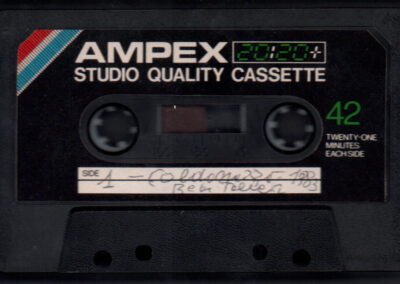 AMPEX 20:20+
STUDIO QUALITY CASSETTE
42
TWENTY-ONE
MINUTES
EACH SIDE
SIDE 1 -